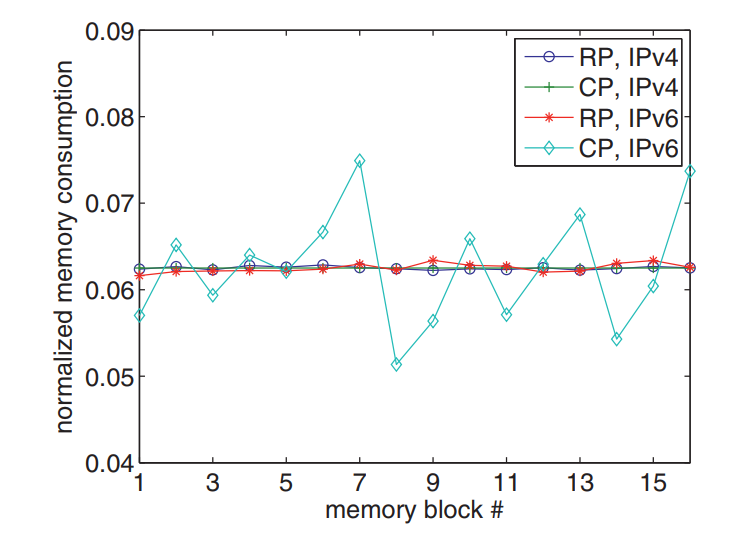 0.09
0.08
0.07
0.06
0.05
0.04
normalized memory consumption
1 3 5 7 9 11 13 15
memory block #
RP, IPv4
CP, IPv4
RP, IPv6
CP, IPv6